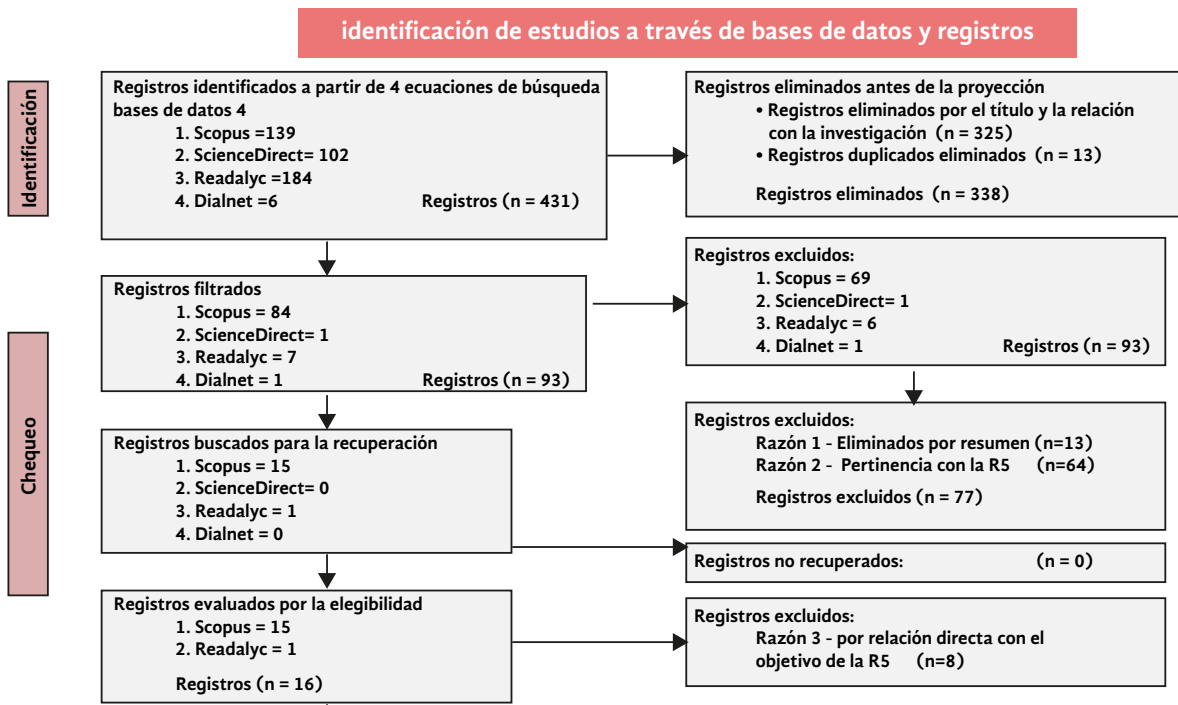 identificación de estudios a través de bases de datos y registros
Identificación
Registros identificados a partir de 4 ecuaciones de búsqueda
bases de datos 4
1. Scopus =139
2. ScienceDirect= 102
3. Readalyc =184
4. Dialnet =6 Registros (n = 431)
Registros eliminados antes de la proyección
• Registros eliminados por el título y la relación
con la investigación (n = 325)
• Registros duplicados eliminados (n = 13)
Registros eliminados (n = 338)
Chequeo
Registros filtrados
1. Scopus = 84
2. ScienceDirect= 1
3. Readalyc = 7
4. Dialnet = 1 Registros (n = 93)
Registros excluidos:
1. Scopus = 69
2. ScienceDirect= 1
3. Readalyc = 6
4. Dialnet = 1 Registros (n = 93)
Registros buscados para la recuperación
1. Scopus = 15
2. ScienceDirect= 0
3. Readalyc = 1
4. Dialnet = 0
Registros excluidos:
Razón 1 - Eliminados por resumen (n=13)
Razón 2 - Pertinencia con la R5 (n=64)
Registros excluidos (n = 77)
Registros no recuperados: (n = 0)
Registros evaluados por la elegibilidad
1. Scopus = 15
2. Readalyc = 1
Registros (n = 16)
Registros excluidos:
Razón 3 - por relación directa con el
objetivo de la R5 (n=8)